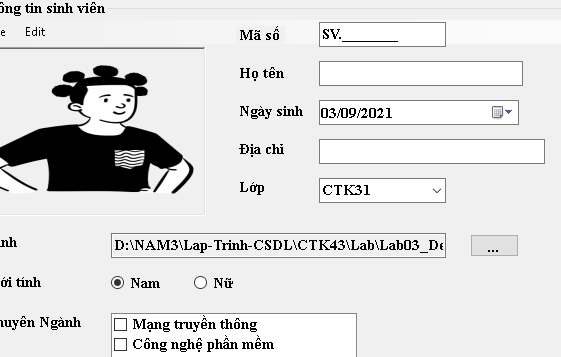 ông tin sinh viên
e Edit
Mã số SV.________
Họ tên
Ngày sinh 03/09/2021
Địa chỉ
Lớp CTK31
nh D:\NAM3\Lap-Trinh-CSDL\CTK43\Lab\Lab03_De ...
ới tính Nam Nữ
huyên Ngành Mạng truyền thông
Công nghệ phần mềm